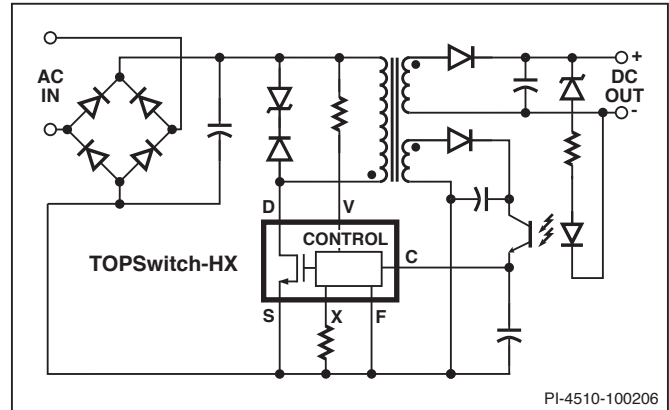 AC
IN
+
DC
OUT
-
D
V
CONTROL
C
TOPSwitch-HX
S
X
F
PI-4510-100206